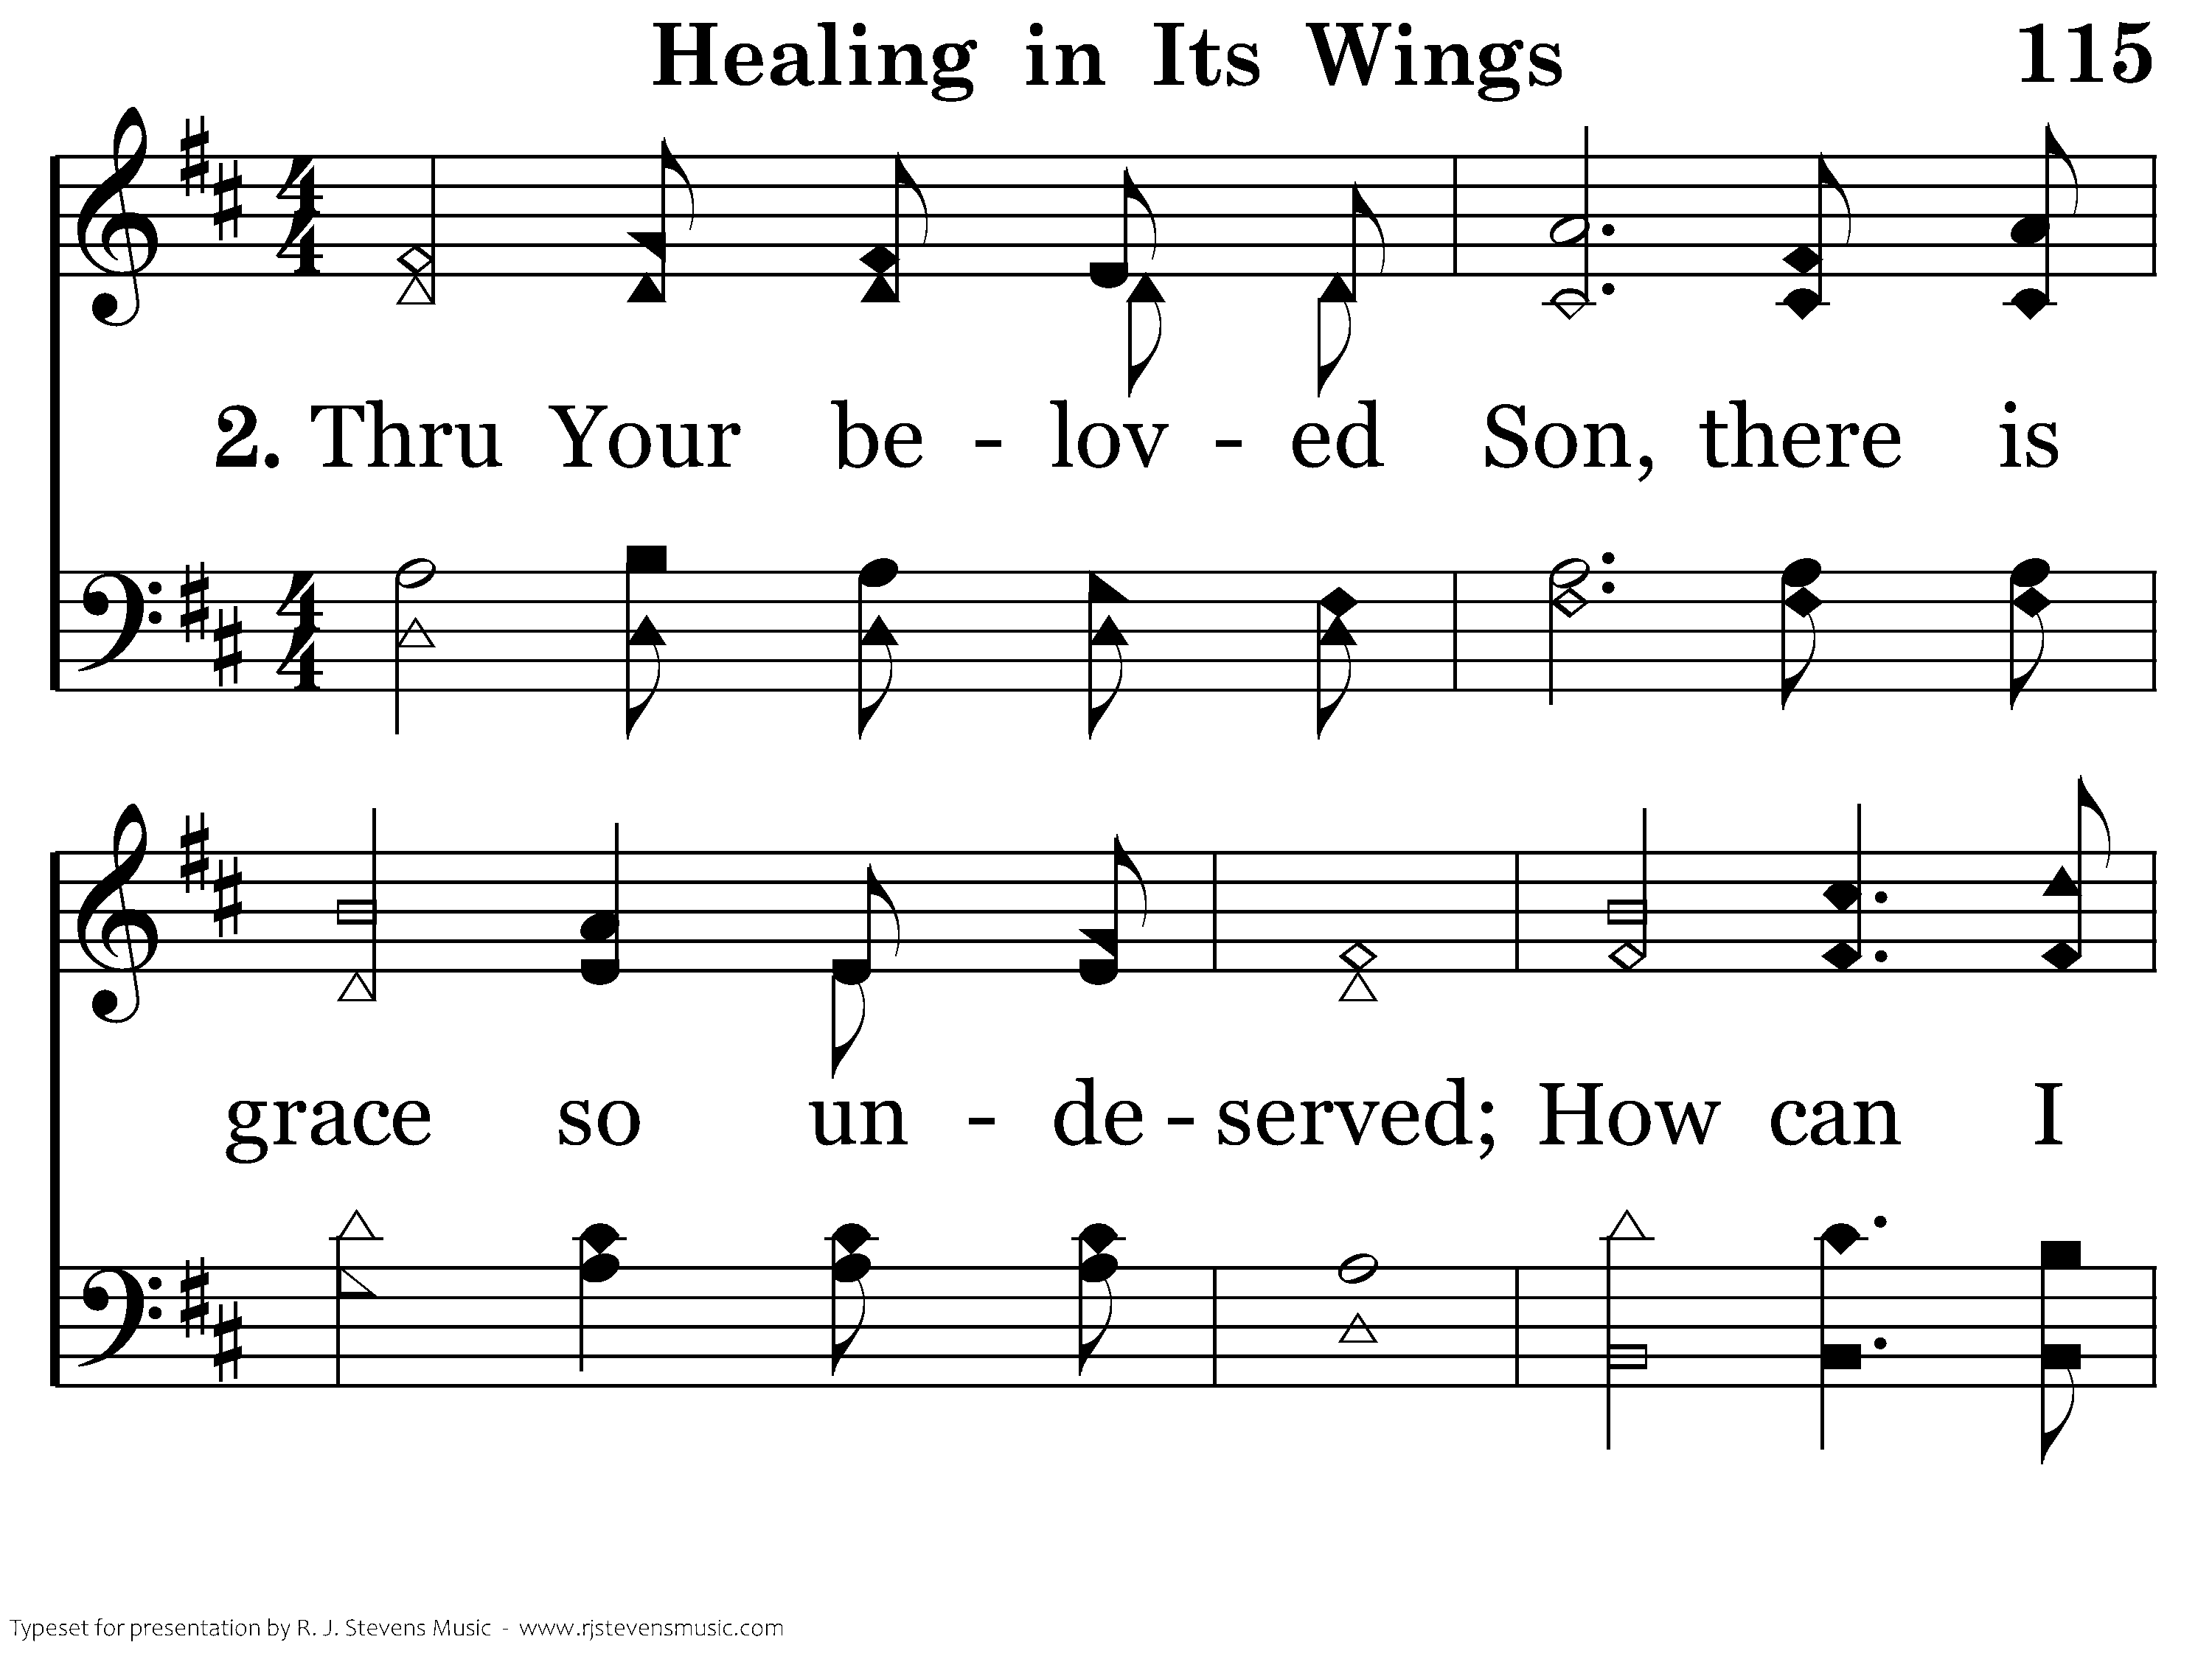 Healing in Its Wings 115
2. Thru Your be - lov - ed Son, there is
grace so un - de - served; How can I
Typeset for presentation by R. J. Stevens Music - www.rjstevensmusic.com